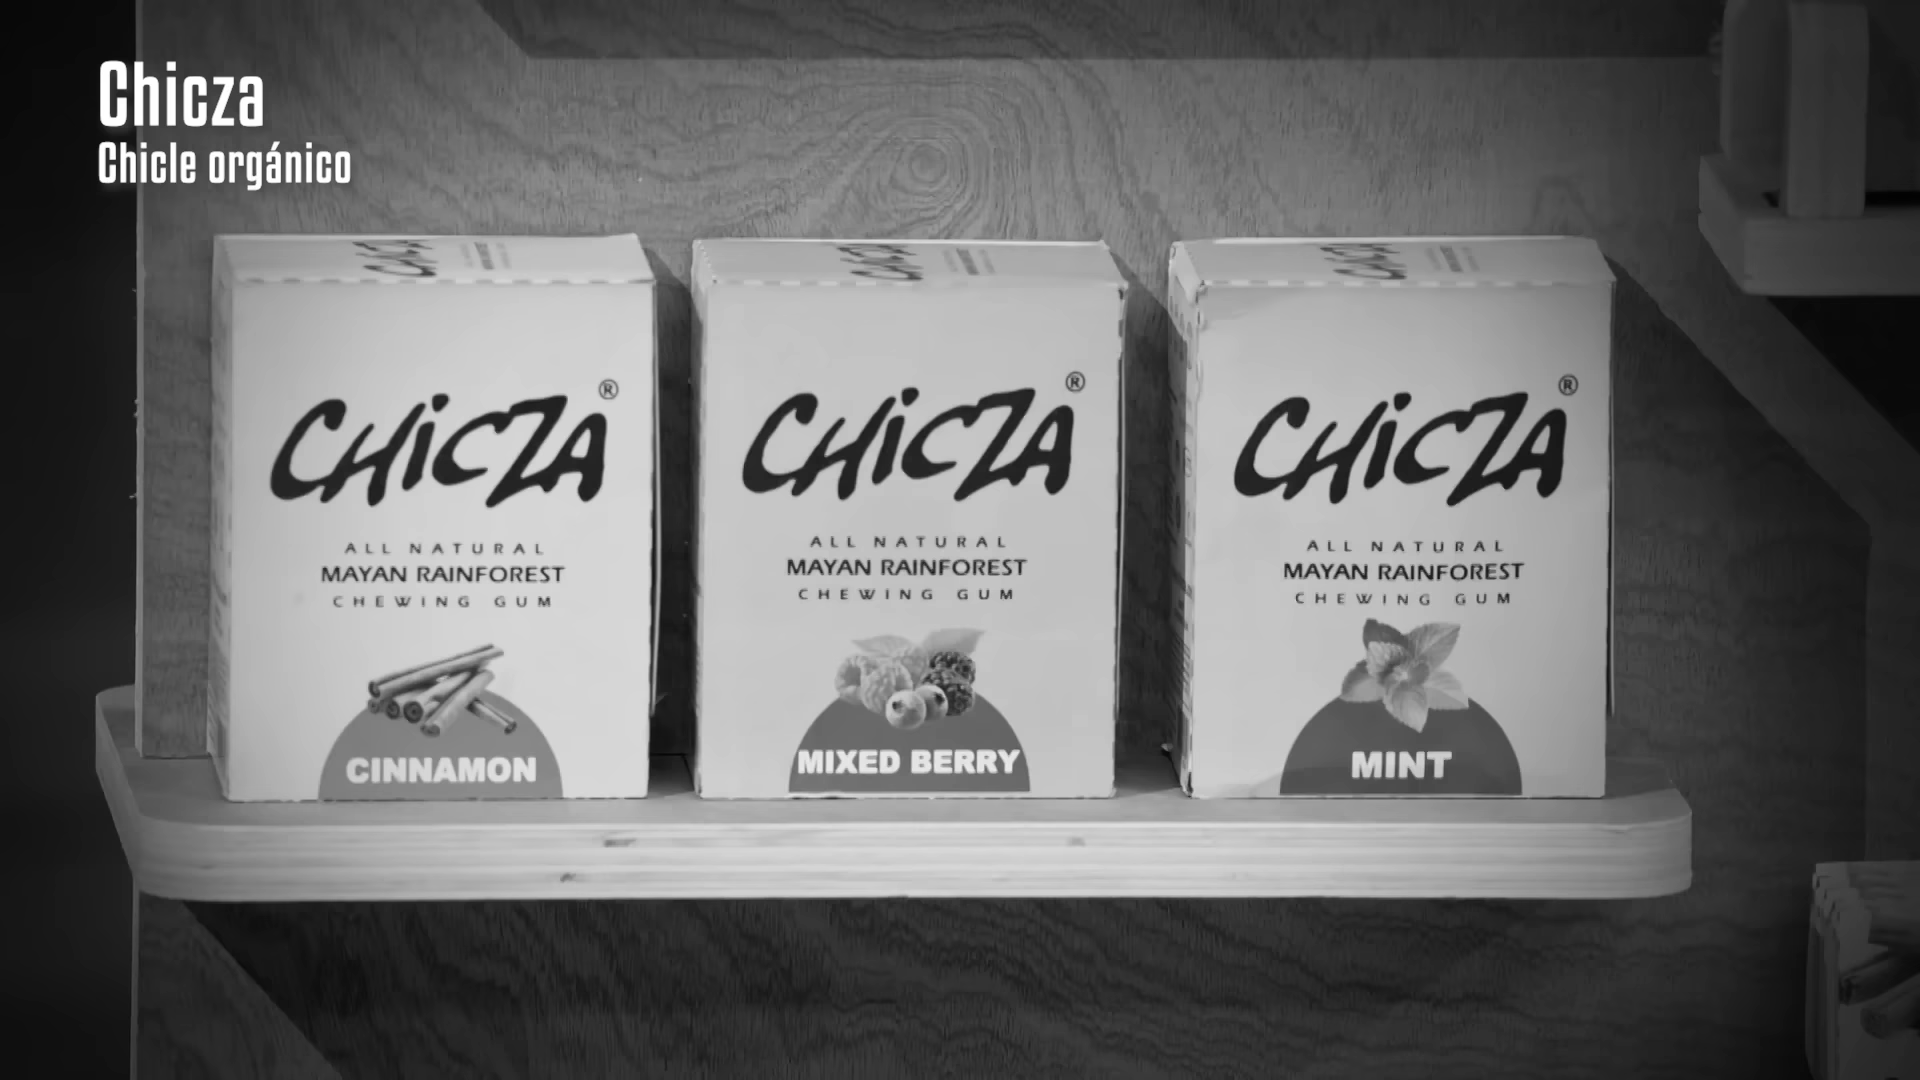 Chicza
Chicle orgánico
CHICZA®
ALL NATURAL
MAYAN RAINFOREST
CHEWING GUM
CINNAMON
CHICZA®
ALL NATURAL
MAYAN RAINFOREST
CHEWING GUM
MIXED BERRY
CHICZA®
ALL NATURAL
MAYAN RAINFOREST
CHEWING GUM
MINT